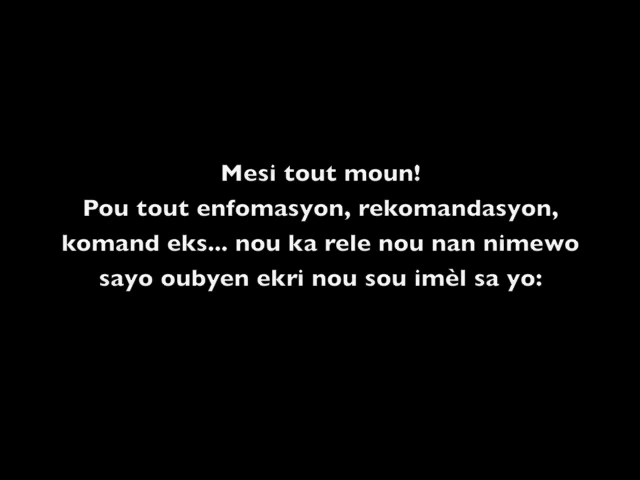 Mesi tout moun!
Pou tout enfomasyon, rekomandasyon,
komand eks... nou ka rele nou nan nimewo
sayo oubyen ekri nou sou imèl sa yo: